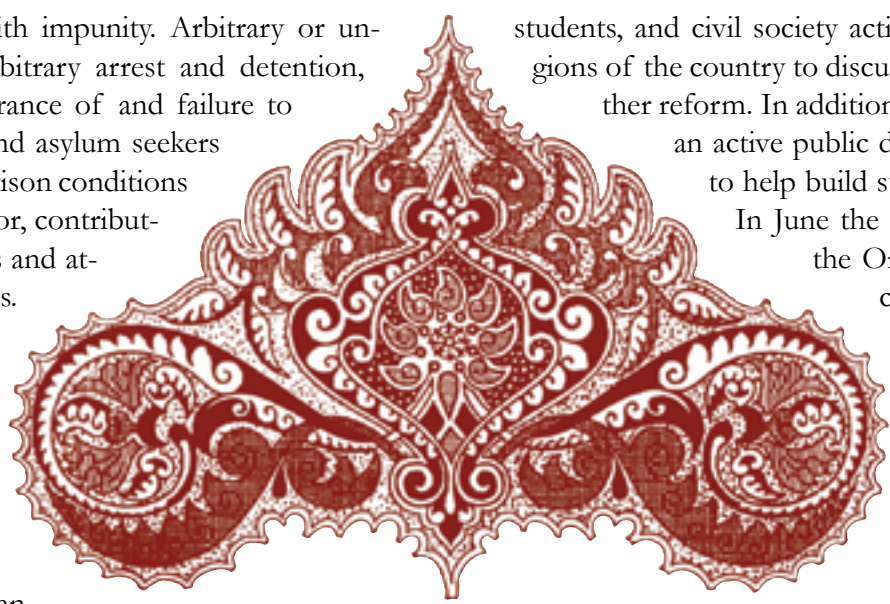 ith impunity. Arbitrary or un-
bitrary arrest and detention,
rance of and failure to
nd asylum seekers
rison conditions
or, contribut-
s and at-
s.
an
students, and civil society acti
gions of the country to discu
ther reform. In addition
an active public d
to help build s
In June the
the O
c